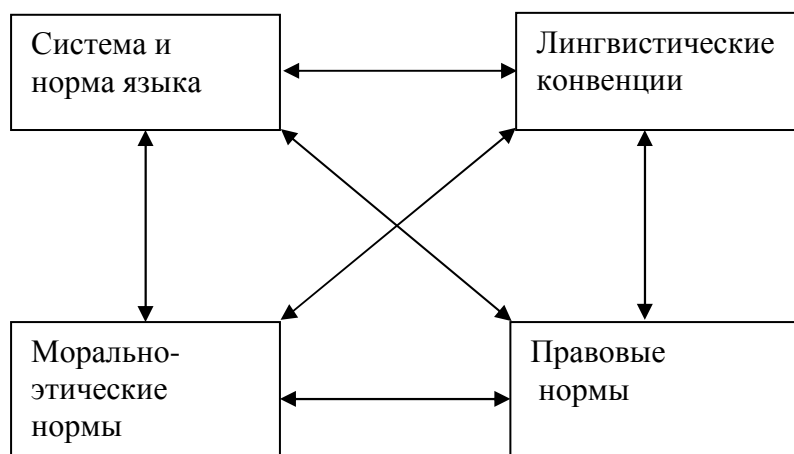 Система и
норма языка
Лингвистические
конвенции
Морально-
этические
нормы
Правовые
нормы